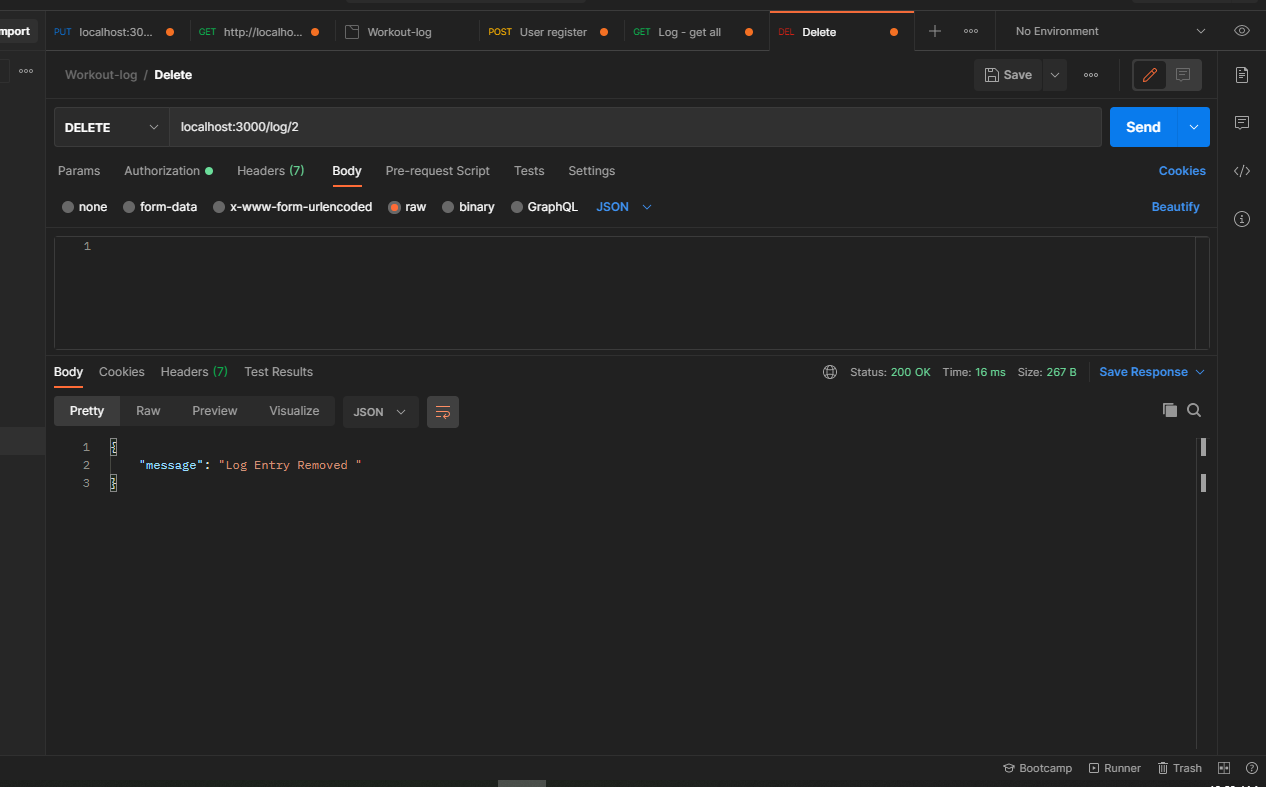 mport
PUT localhost:30... GET http://localho... Workout-log POST User register GET Log - get all DEL Delete No Environment
Workout-log / Delete Save
DELETE localhost:3000/log/2 Send
Params Authorization Headers (7) Body Pre-request Script Tests Settings Cookies
none form-data x-www-form-urlencoded raw binary GraphQL JSON Beautify
1
Body Cookies Headers (7) Test Results Status: 200 OK Time: 16 ms Size: 267 B Save Response
Pretty Raw Preview Visualize JSON
1 {
2 "message": "Log Entry Removed "
3 }
Bootcamp Runner Trash